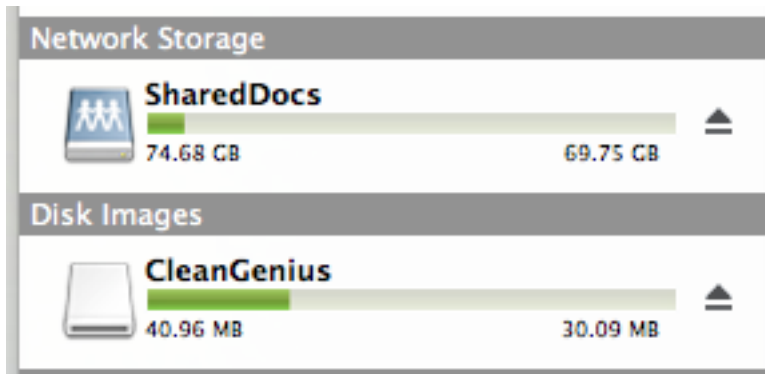 Network Storage
SharedDocs
74.68 GB 69.75 GB
Disk Images
CleanGenius
40.96 MB 30.09 MB